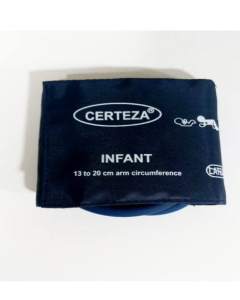 CERTEZA®
INFANT
13 to 20 cm arm circumference